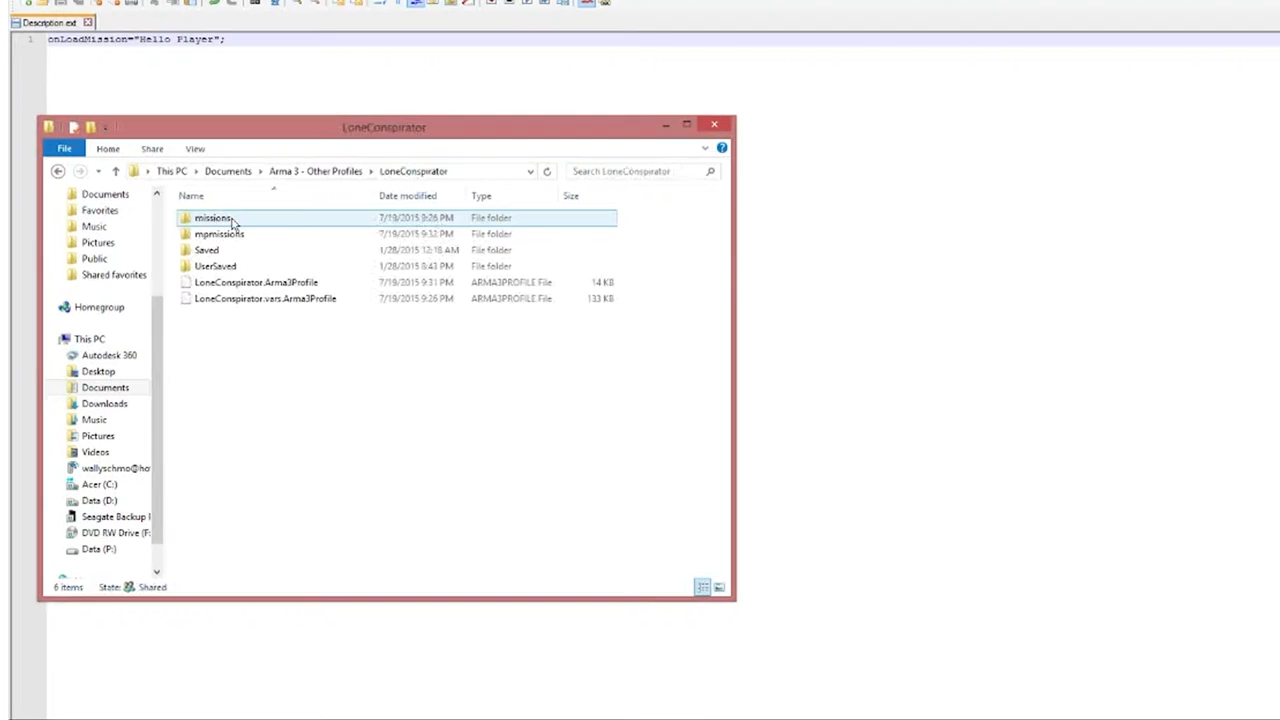 Description.ext
1 onLoadMission="Hello Player";
LoneConspirator
File Home Share View
This PC Documents Arma 3 - Other Profiles LoneConspirator Search LoneConspirator
Name Date modified Type Size
missions 7/19/2015 9:26 PM File folder
mpmissions 7/19/2015 9:32 PM File folder
Saved 1/28/2015 12:18 AM File folder
UserSaved 1/28/2015 8:43 PM File folder
LoneConspirator.Arma3Profile 7/19/2015 9:31 PM ARMA3PROFILE File 14 KB
LoneConspirator.vars.Arma3Profile 7/19/2015 9:26 PM ARMA3PROFILE File 133 KB
Documents
Favorites
Music
Pictures
Public
Shared favorites
Homegroup
This PC
Autodesk 360
Desktop
Documents
Downloads
Music
Pictures
Videos
wallyschmo@ho
Acer (C:)
Data (D:)
Seagate Backup
DVD RW Drive (F:
Data (P:)
6 items State: Shared